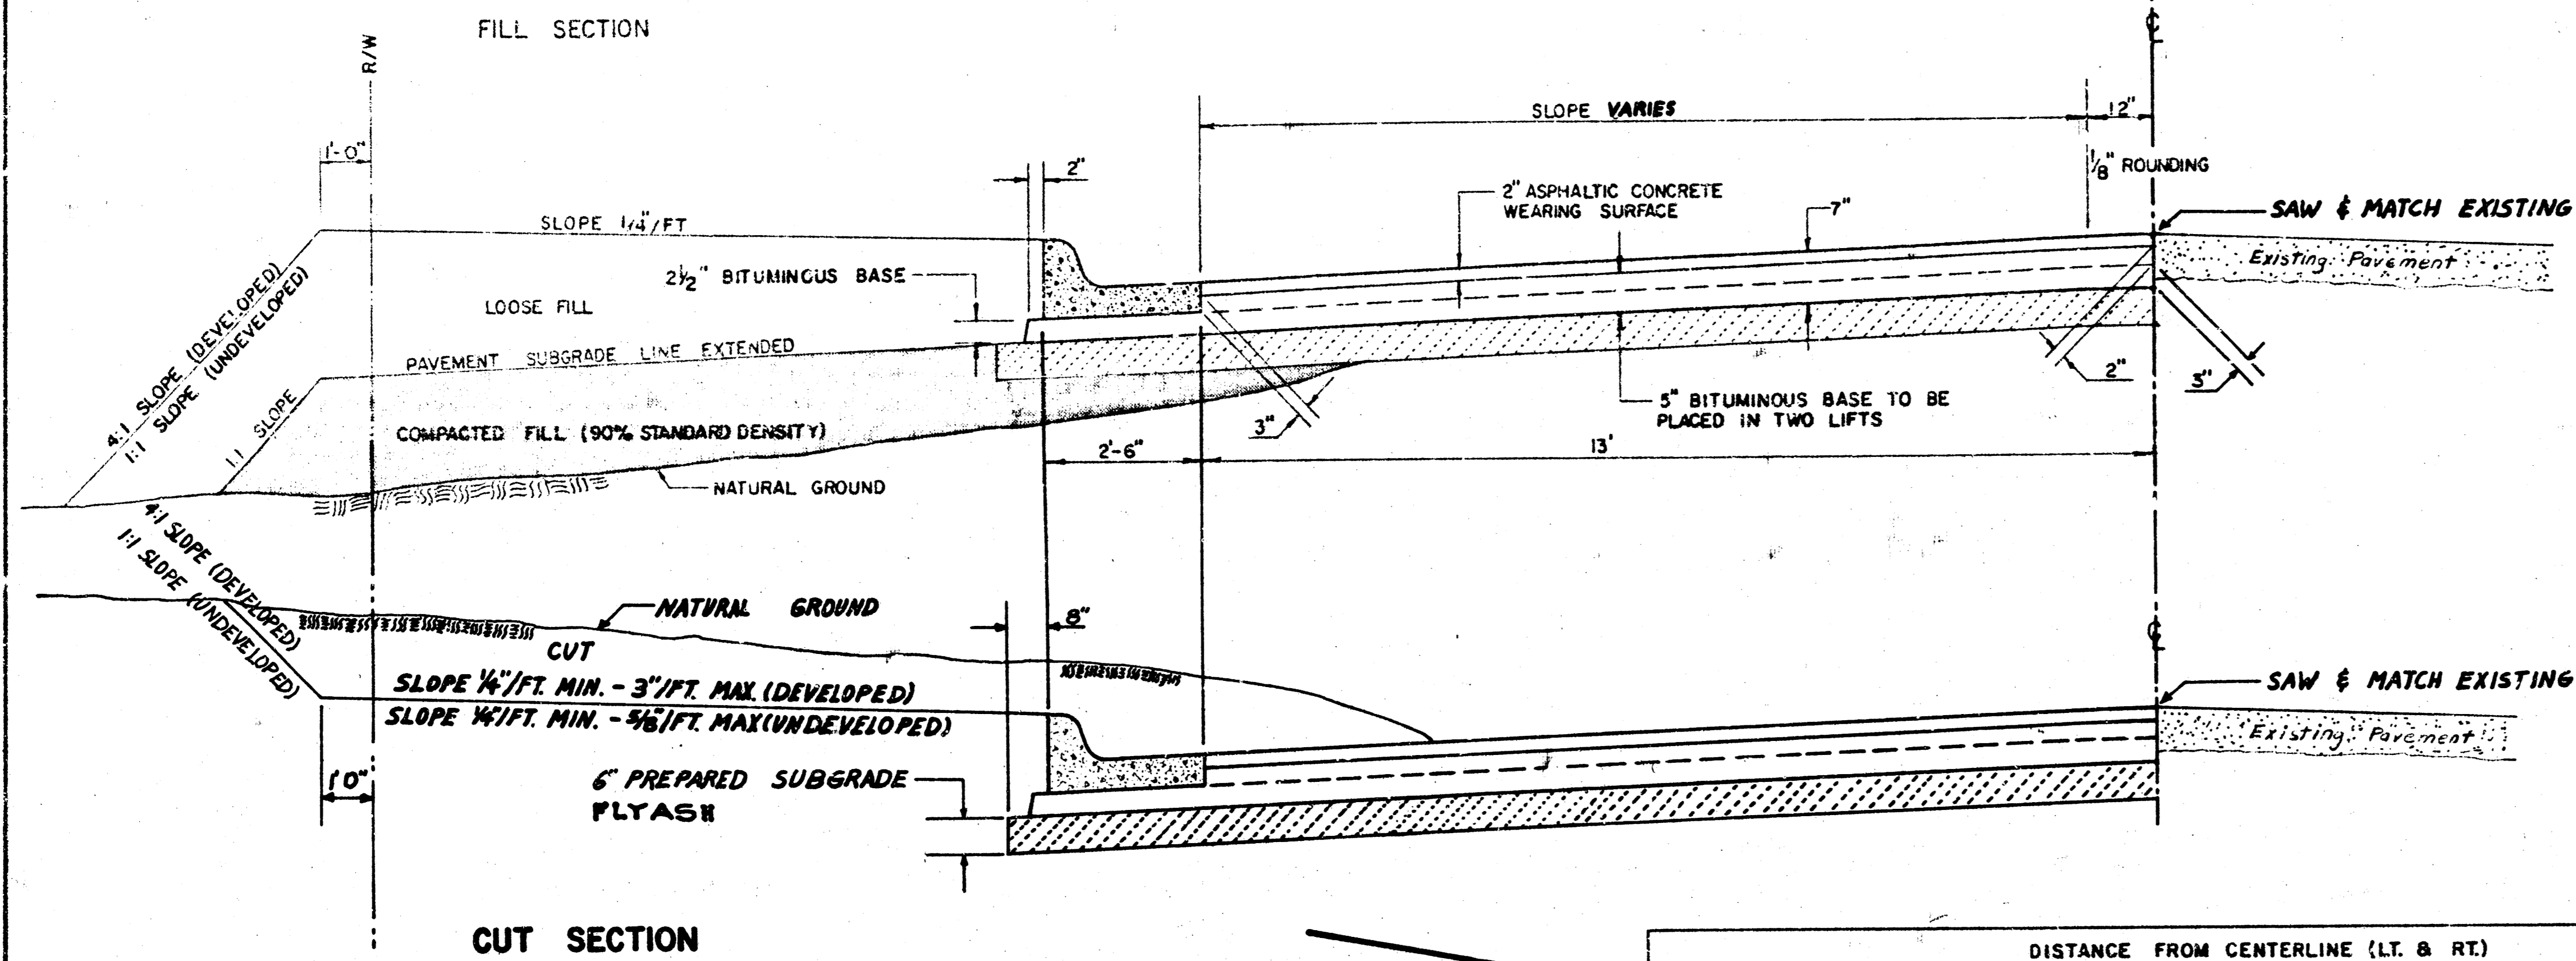 FILL SECTION
R/W
℄
SLOPE VARIES
12"
1'-0"
2"
1/8" ROUNDING
2" ASPHALTIC CONCRETE
WEARING SURFACE
7"
SAW & MATCH EXISTING
SLOPE 1/4"/FT
Existing Pavement
2½" BITUMINOUS BASE
4:1 SLOPE (DEVELOPED)
1:1 SLOPE (UNDEVELOPED)
LOOSE FILL
PAVEMENT SUBGRADE LINE EXTENDED
1:1 SLOPE
2"
3"
5" BITUMINOUS BASE TO BE
PLACED IN TWO LIFTS
3"
COMPACTED FILL (90% STANDARD DENSITY)
2'-6"
13'
NATURAL GROUND
4:1 SLOPE (DEVELOPED)
1:1 SLOPE (UNDEVELOPED)
NATURAL GROUND
8"
℄
CUT
SLOPE ¼"/FT. MIN. - 3"/FT. MAX. (DEVELOPED)
SLOPE ¼"/FT. MIN. - 5/8"/FT. MAX (UNDEVELOPED)
SAW & MATCH EXISTING
Existing Pavement
1'0"
6" PREPARED SUBGRADE
FLYASH
CUT SECTION
DISTANCE FROM CENTERLINE (LT. & RT.)